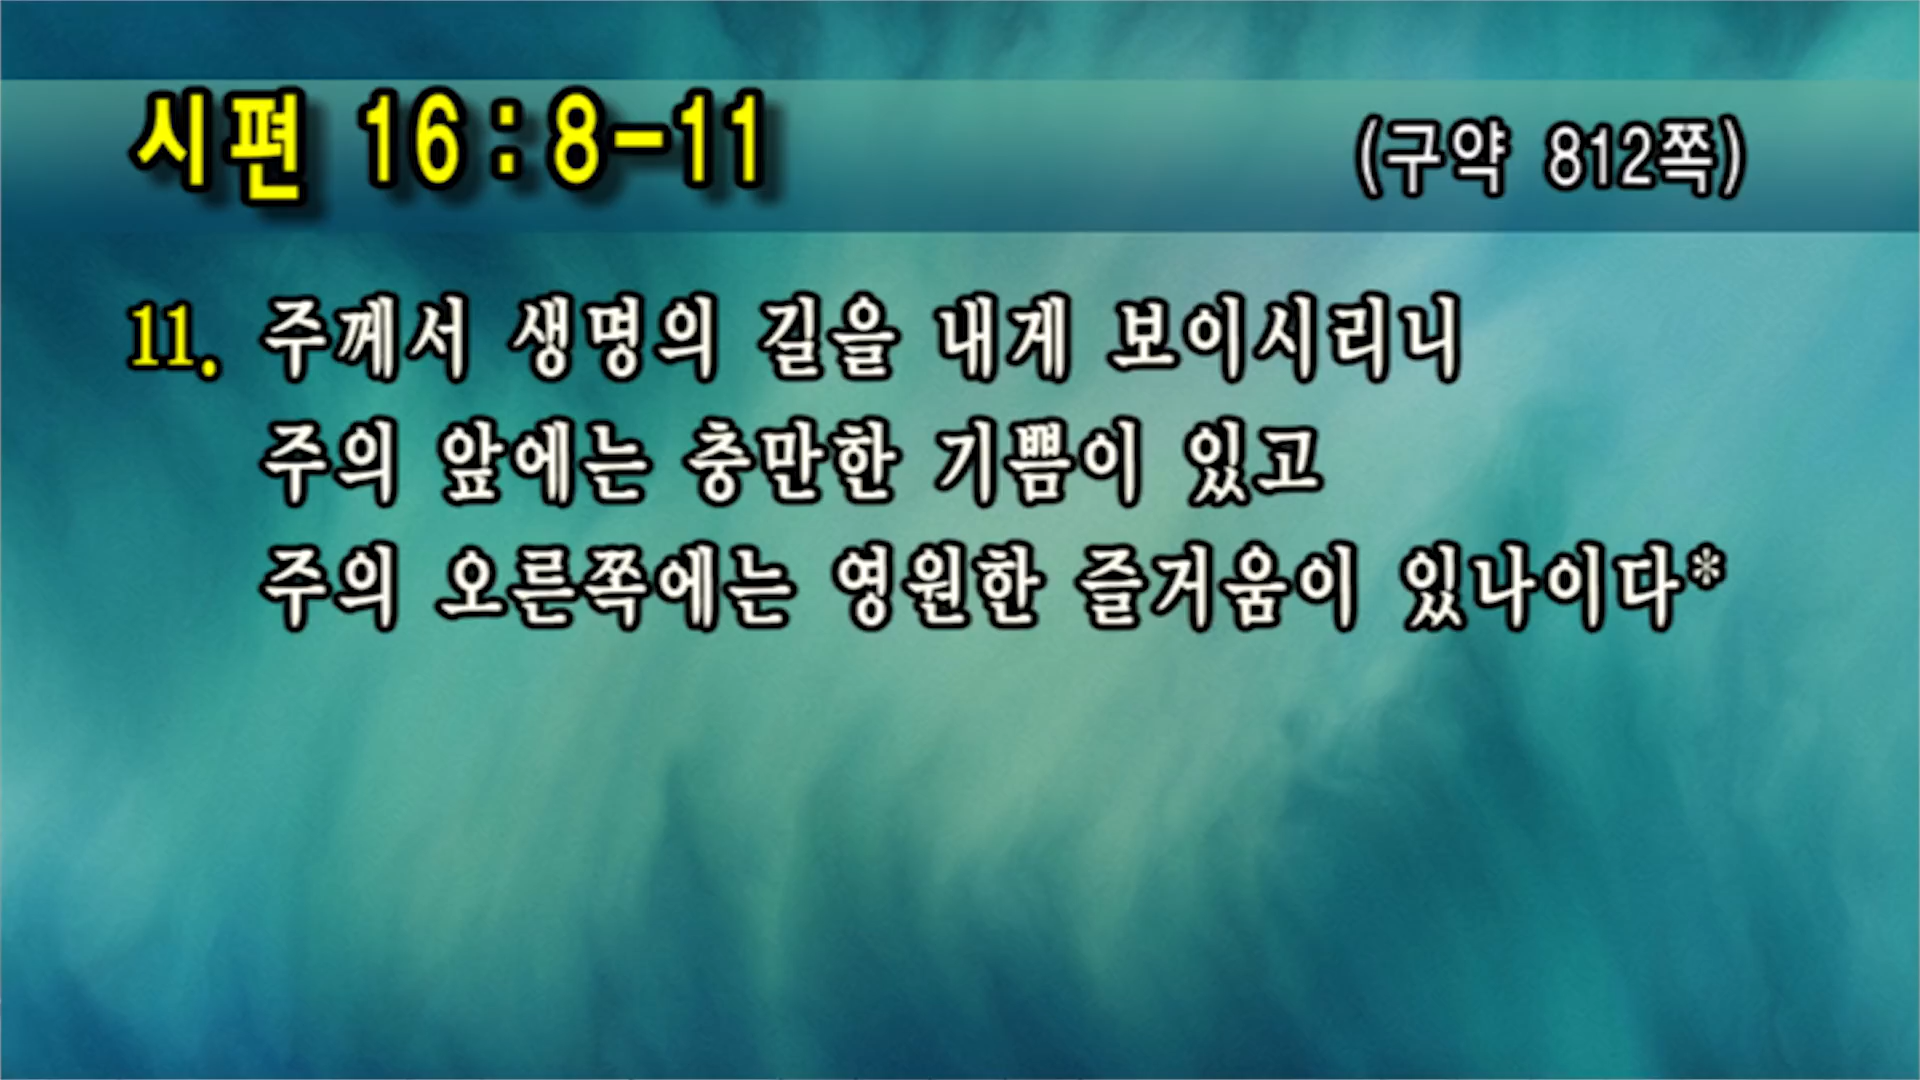 시편 16:8-11
(구약 812쪽)
11. 주께서 생명의 길을 내게 보이시리니
주의 앞에는 충만한 기쁨이 있고
주의 오른쪽에는 영원한 즐거움이 있나이다*